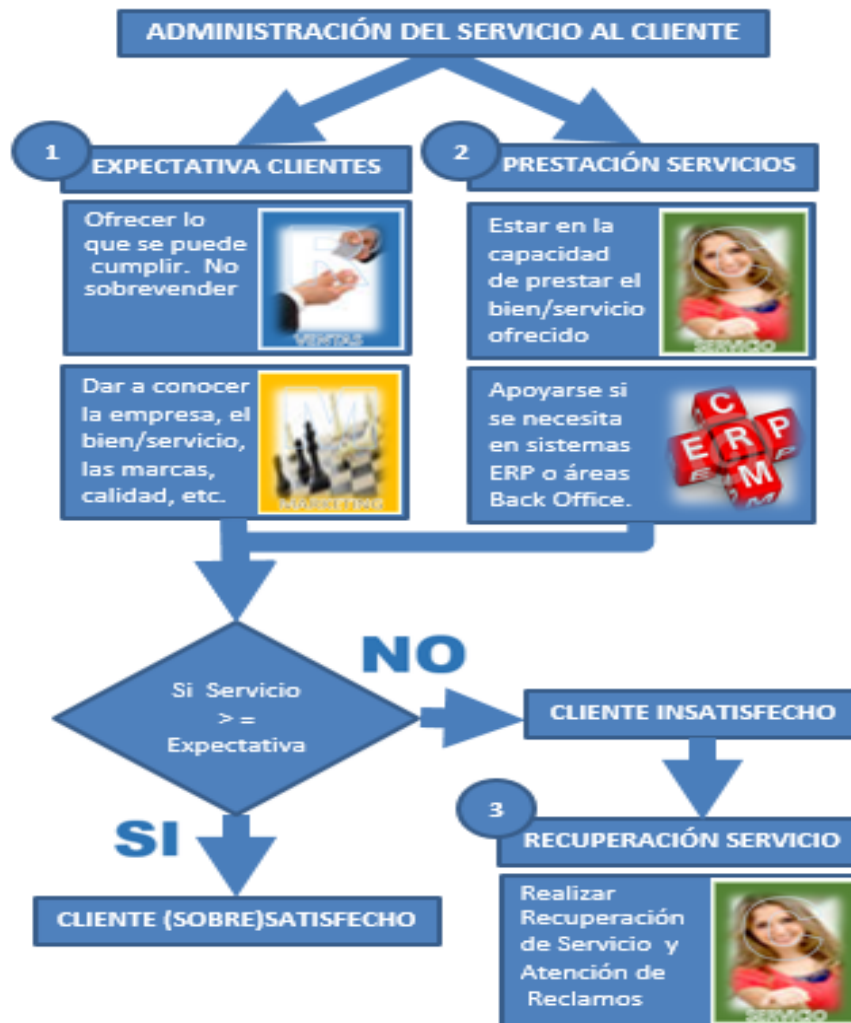 ADMINISTRACIÓN DEL SERVICIO AL CLIENTE
1
EXPECTATIVA CLIENTES
Ofrecer lo
que se puede
cumplir. No
sobrevender
VENTAS
Dar a conocer
la empresa, el
bien/servicio,
las marcas,
calidad, etc.
MARKETING
2
PRESTACIÓN SERVICIOS
Estar en la
capacidad
de prestar el
bien/servicio
ofrecido
SERVICIO
Apoyarse si
se necesita
en sistemas
ERP o áreas
Back Office.
C
E R P
M
Si Servicio
> =
Expectativa
NO
CLIENTE INSATISFECHO
SI
CLIENTE (SOBRE)SATISFECHO
3
RECUPERACIÓN SERVICIO
Realizar
Recuperación
de Servicio y
Atención de
Reclamos
SERVICIO